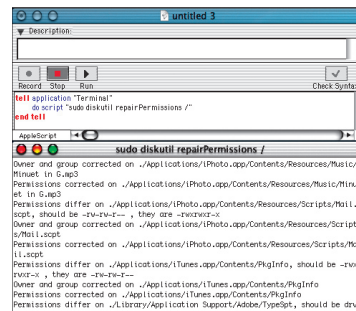 untitled 3
Description:
Record Stop Run
Check Synta
tell application "Terminal"
do script "sudo diskutil repairPermissions /"
end tell
AppleScript
sudo diskutil repairPermissions /
Owner and group corrected on ./Applications/iPhoto.app/Contents/Resources/Music/
Minuet in G.mp3
Permissions corrected on ./Applications/iPhoto.app/Contents/Resources/Music/Minu
et in G.mp3
Permissions differ on ./Applications/iPhoto.app/Contents/Resources/Scripts/Mail.
scpt, should be -rw-rw-r-- , they are -rwxrwxr-x
Owner and group corrected on ./Applications/iPhoto.app/Contents/Resources/Script
s/Mail.scpt
Permissions corrected on ./Applications/iPhoto.app/Contents/Resources/Scripts/Ma
il.scpt
Permissions differ on ./Applications/iTunes.app/Contents/PkgInfo, should be -rwx
rwxr-x , they are -rw-rw-r--
Owner and group corrected on ./Applications/iTunes.app/Contents/PkgInfo
Permissions corrected on ./Applications/iTunes.app/Contents/PkgInfo
Permissions differ on ./Library/Application Support/Adobe/TypeSpt, should be drw